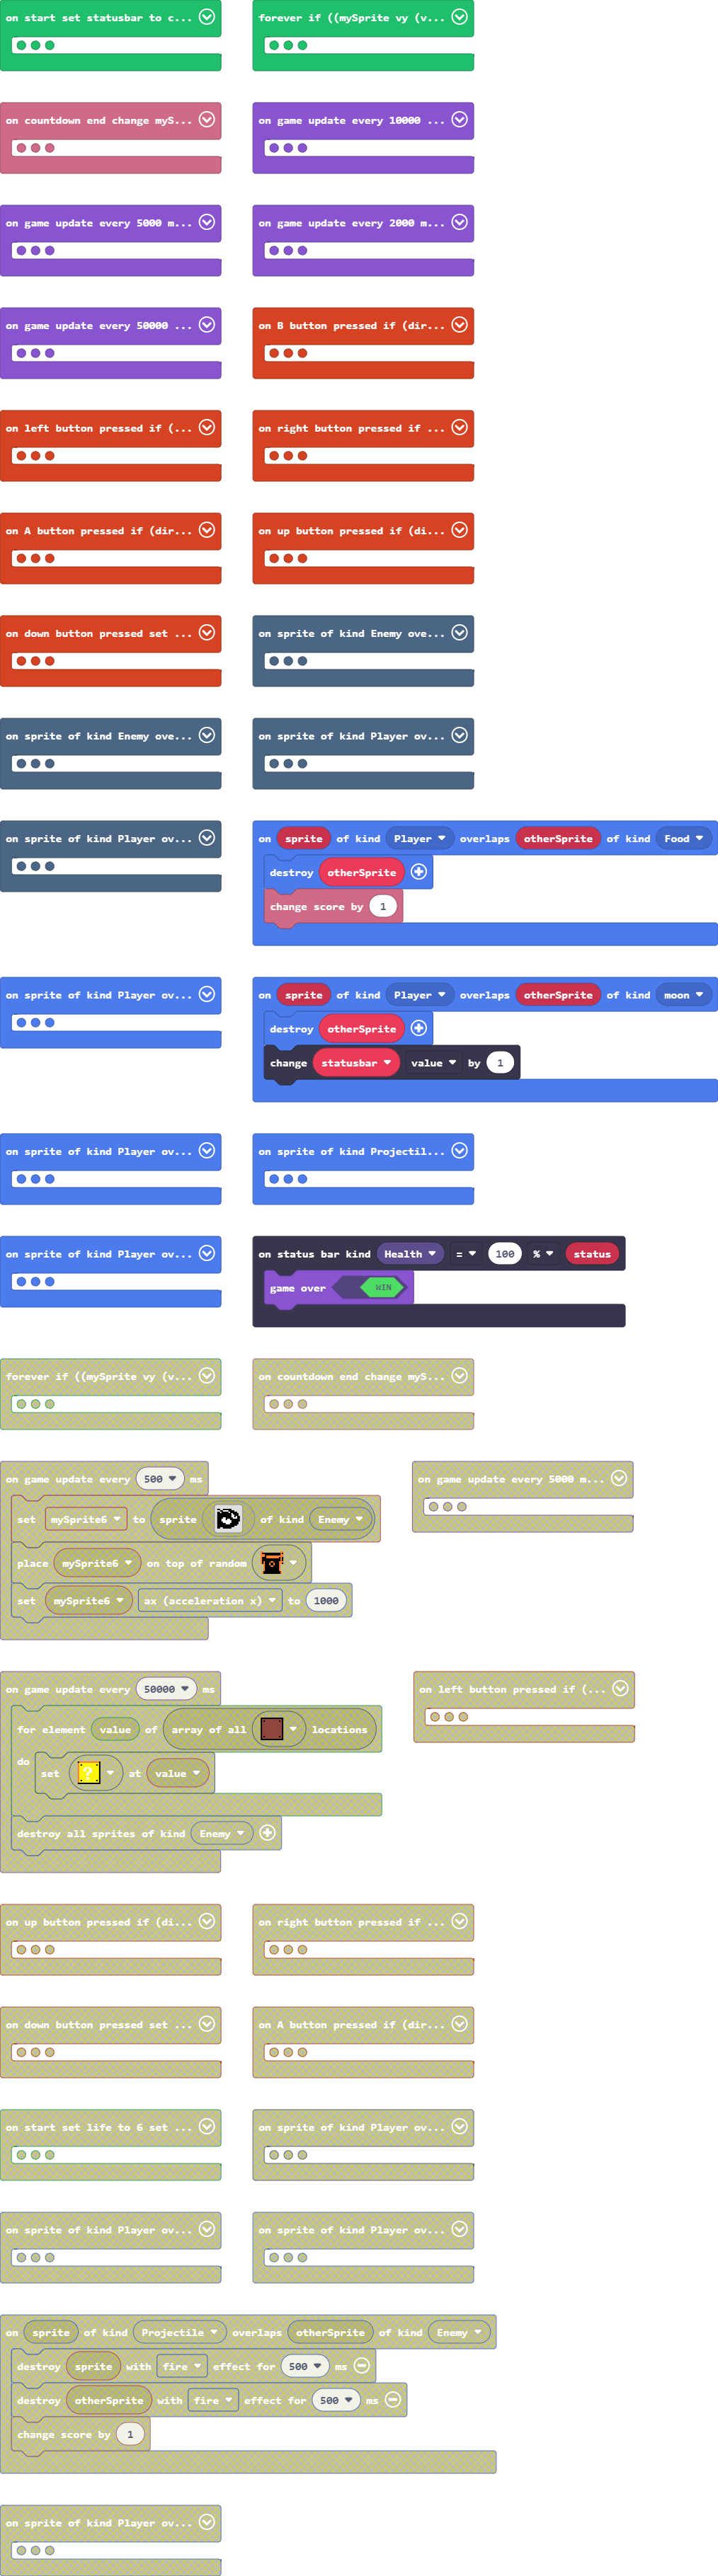 on start set statusbar to c...
forever if ((mySprite vy (v...
on countdown end change myS...
on game update every 10000 ...
on game update every 5000 m...
on game update every 2000 m...
on game update every 50000 ...
on B button pressed if (dir...
on left button pressed if (...
on right button pressed if ...
on A button pressed if (dir...
on up button pressed if (di...
on down button pressed set ...
on sprite of kind Enemy ove...
on sprite of kind Enemy ove...
on sprite of kind Player ov...
on sprite of kind Player ov...
on sprite of kind Player overlaps otherSprite of kind Food
destroy otherSprite
change score by 1
on sprite of kind Player ov...
on sprite of kind Player overlaps otherSprite of kind moon
destroy otherSprite
change statusbar value by 1
on sprite of kind Player ov...
on sprite of kind Projectil...
on sprite of kind Player ov...
on status bar kind Health = 100 % status
game over WIN
forever if ((mySprite vy (v...
on countdown end change myS...
on game update every 500 ms
set mySprite6 to sprite of kind Enemy
place mySprite6 on top of random
set mySprite6 ax (acceleration x) to 1000
on game update every 5000 m...
on game update every 50000 ms
for element value of array of all locations
do
set ? at value
destroy all sprites of kind Enemy
on left button pressed if (...
on up button pressed if (di...
on right button pressed if ...
on down button pressed set ...
on A button pressed if (dir...
on start set life to 6 set ...
on sprite of kind Player ov...
on sprite of kind Player ov...
on sprite of kind Player ov...
on sprite of kind Projectile overlaps otherSprite of kind Enemy
destroy sprite with fire effect for 500 ms
destroy otherSprite with fire effect for 500 ms
change score by 1
on sprite of kind Player ov...